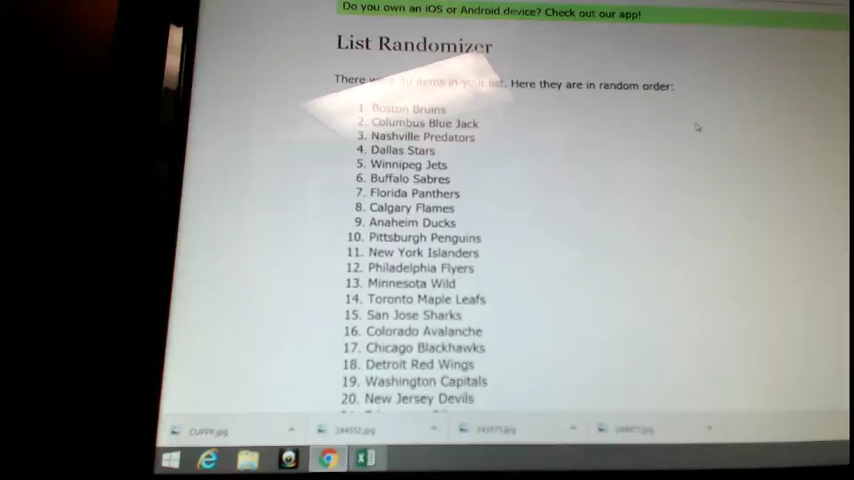 Do you own an iOS or Android device? Check out our app!
List Randomizer
There were 30 items in your list. Here they are in random order:
1. Boston Bruins
2. Columbus Blue Jack
3. Nashville Predators
4. Dallas Stars
5. Winnipeg Jets
6. Buffalo Sabres
7. Florida Panthers
8. Calgary Flames
9. Anaheim Ducks
10. Pittsburgh Penguins
11. New York Islanders
12. Philadelphia Flyers
13. Minnesota Wild
14. Toronto Maple Leafs
15. San Jose Sharks
16. Colorado Avalanche
17. Chicago Blackhawks
18. Detroit Red Wings
19. Washington Capitals
20. New Jersey Devils